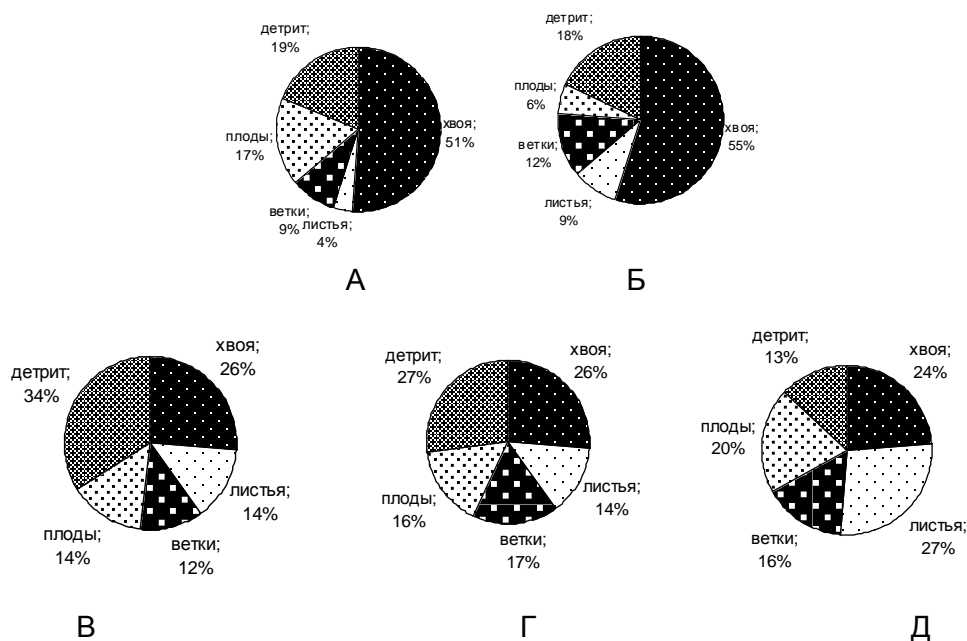 детрит;
19%
хвоя;
51%
плоды;
17%
ветки;
9%
листья;
4%
А
детрит;
18%
плоды;
6%
хвоя;
55%
ветки;
12%
листья;
9%
Б
детрит;
34%
хвоя;
26%
листья;
14%
плоды;
14%
ветки;
12%
В
детрит;
27%
хвоя;
26%
листья;
14%
плоды;
16%
ветки;
17%
Г
детрит;
13%
хвоя;
24%
плоды;
20%
листья;
27%
ветки;
16%
Д